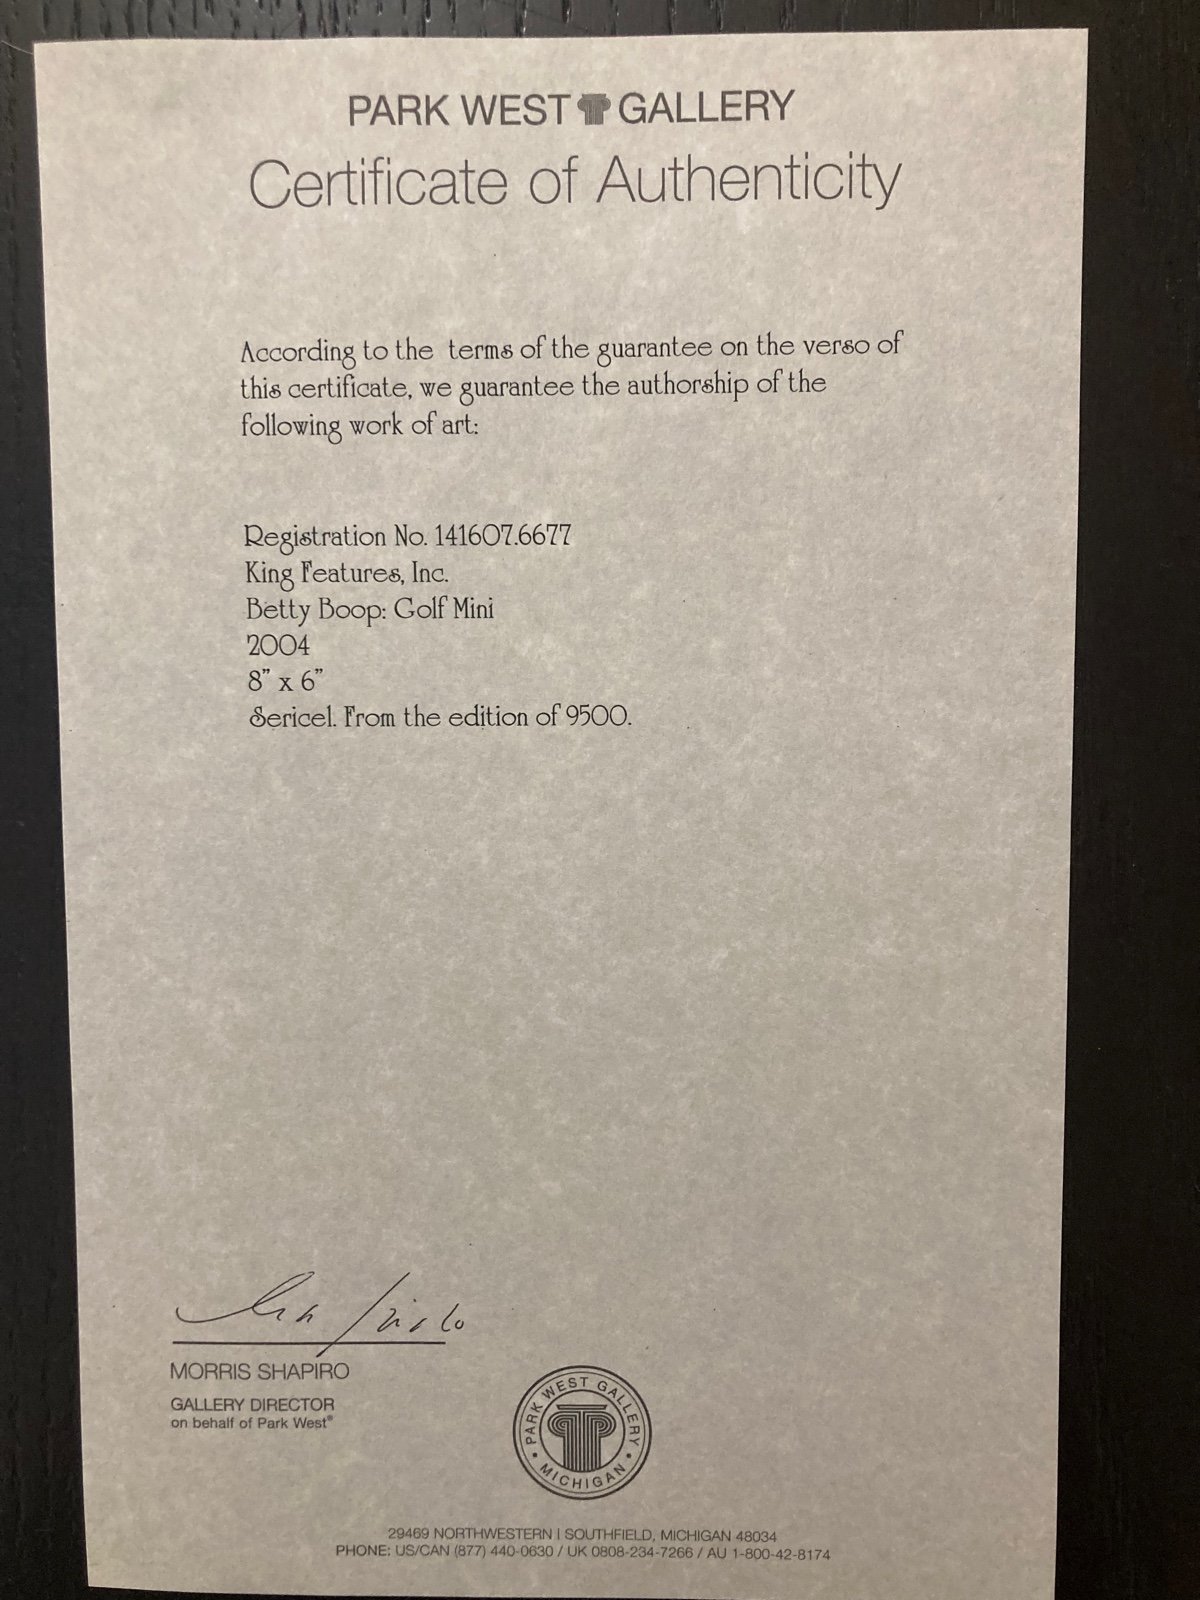 PARK WEST GALLERY
Certificate of Authenticity
According to the terms of the guarantee on the verso of
this certificate, we guarantee the authorship of the
following work of art:
Registration No. 141607.6677
King Features, Inc.
Betty Boop: Golf Mini
2004
8” x 6”
Sericel. From the edition of 9500.
MORRIS SHAPIRO
GALLERY DIRECTOR
on behalf of Park West®
PARK WEST GALLERY
• MICHIGAN •
29469 NORTHWESTERN | SOUTHFIELD, MICHIGAN 48034
PHONE: US/CAN (877) 440-0630 / UK 0808-234-7266 / AU 1-800-42-8174